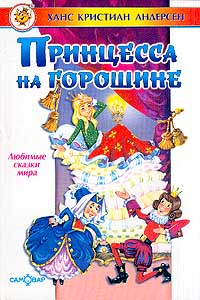 ХАНС КРИСТИАН АНДЕРСЕН
ПРИНЦЕССА
НА ГОРОШИНЕ
Любимые
сказки
мира
САМОВАР